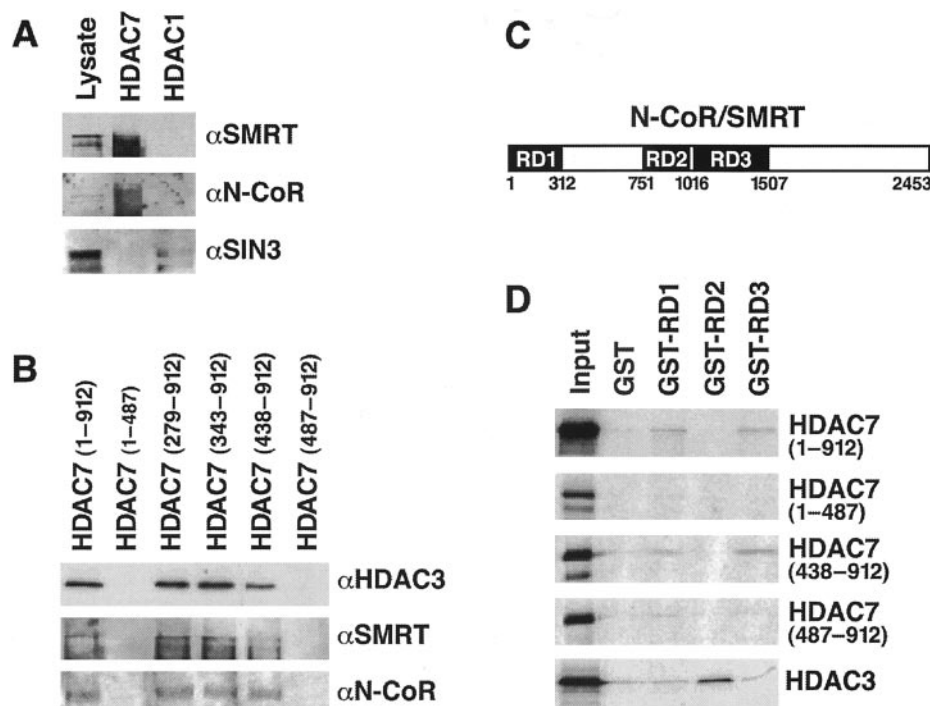 A
Lysate
HDAC7
HDAC1
αSMRT
αN-CoR
αSIN3
B
HDAC7 (1–912)
HDAC7 (1–487)
HDAC7 (279–912)
HDAC7 (343–912)
HDAC7 (438–912)
HDAC7 (487–912)
αHDAC3
αSMRT
αN-CoR
C
N-CoR/SMRT
RD1 RD2 RD3
1 312 751 1016 1507 2453
D
Input
GST
GST-RD1
GST-RD2
GST-RD3
HDAC7
(1–912)
HDAC7
(1–487)
HDAC7
(438–912)
HDAC7
(487–912)
HDAC3